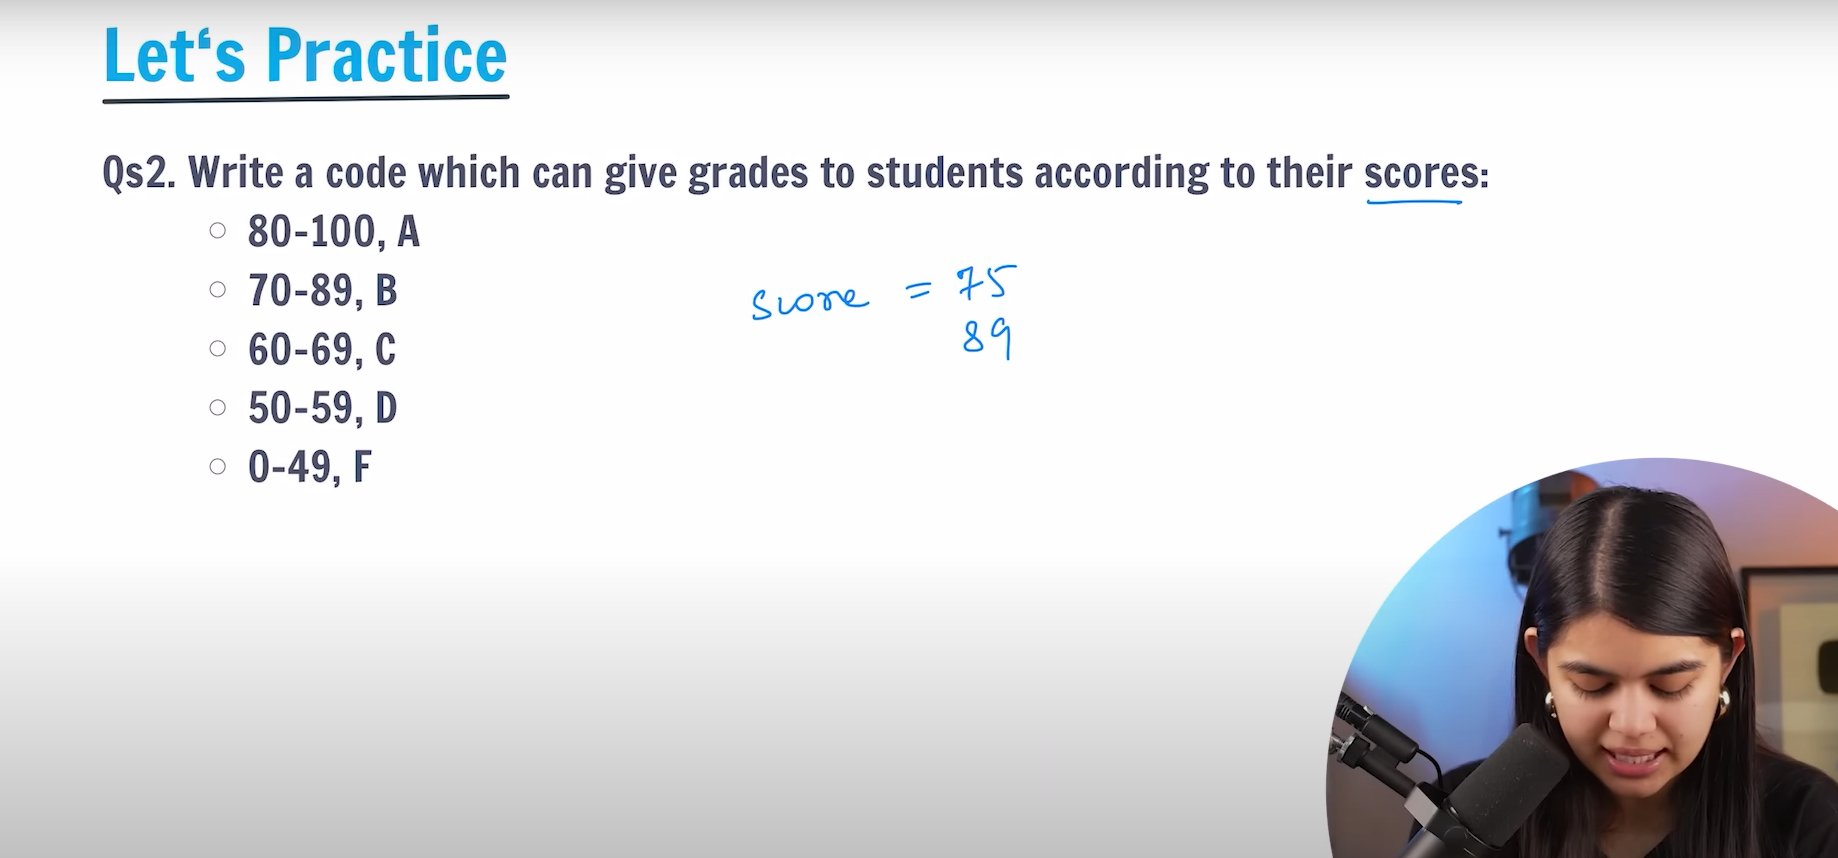 Let‘s Practice
Qs2. Write a code which can give grades to students according to their scores:
80-100, A
70-89, B
60-69, C
50-59, D
0-49, F
score = 75
89